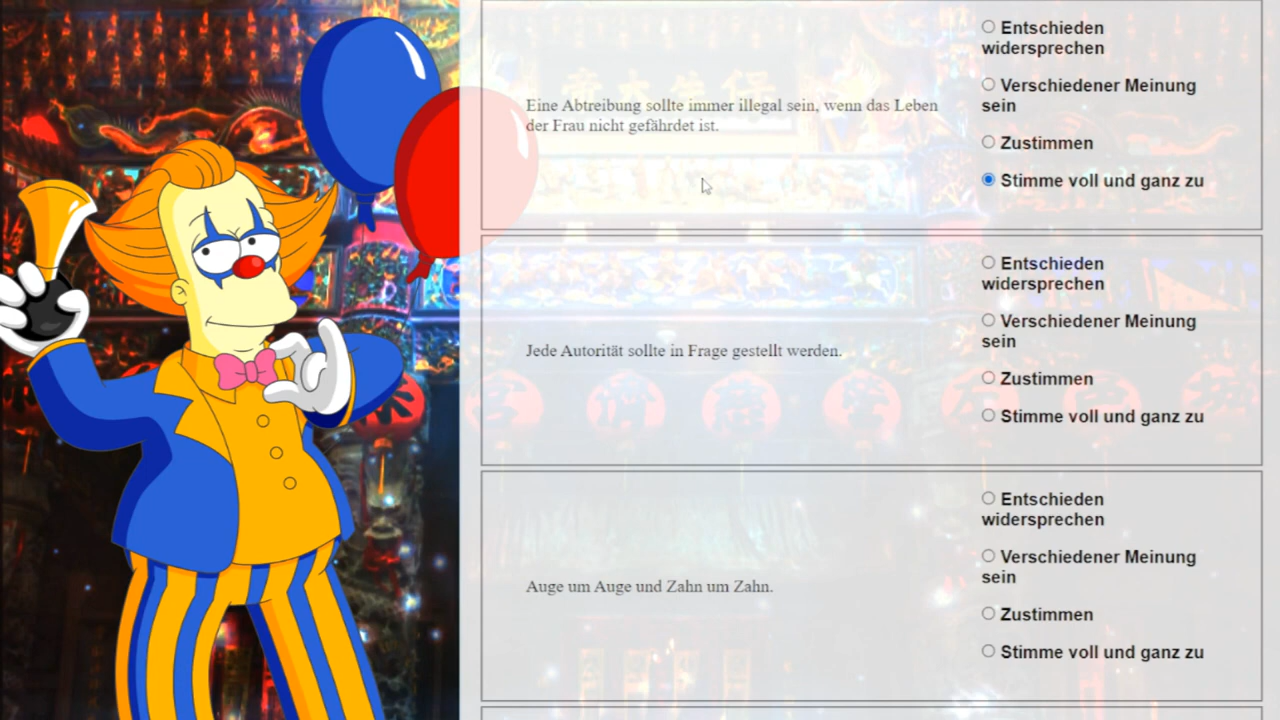 Entschieden
widersprechen
Verschiedener Meinung
sein
Eine Abtreibung sollte immer illegal sein, wenn das Leben
der Frau nicht gefährdet ist.
Zustimmen
Stimme voll und ganz zu
Entschieden
widersprechen
Verschiedener Meinung
sein
Jede Autorität sollte in Frage gestellt werden.
Zustimmen
Stimme voll und ganz zu
Entschieden
widersprechen
Verschiedener Meinung
sein
Auge um Auge und Zahn um Zahn.
Zustimmen
Stimme voll und ganz zu